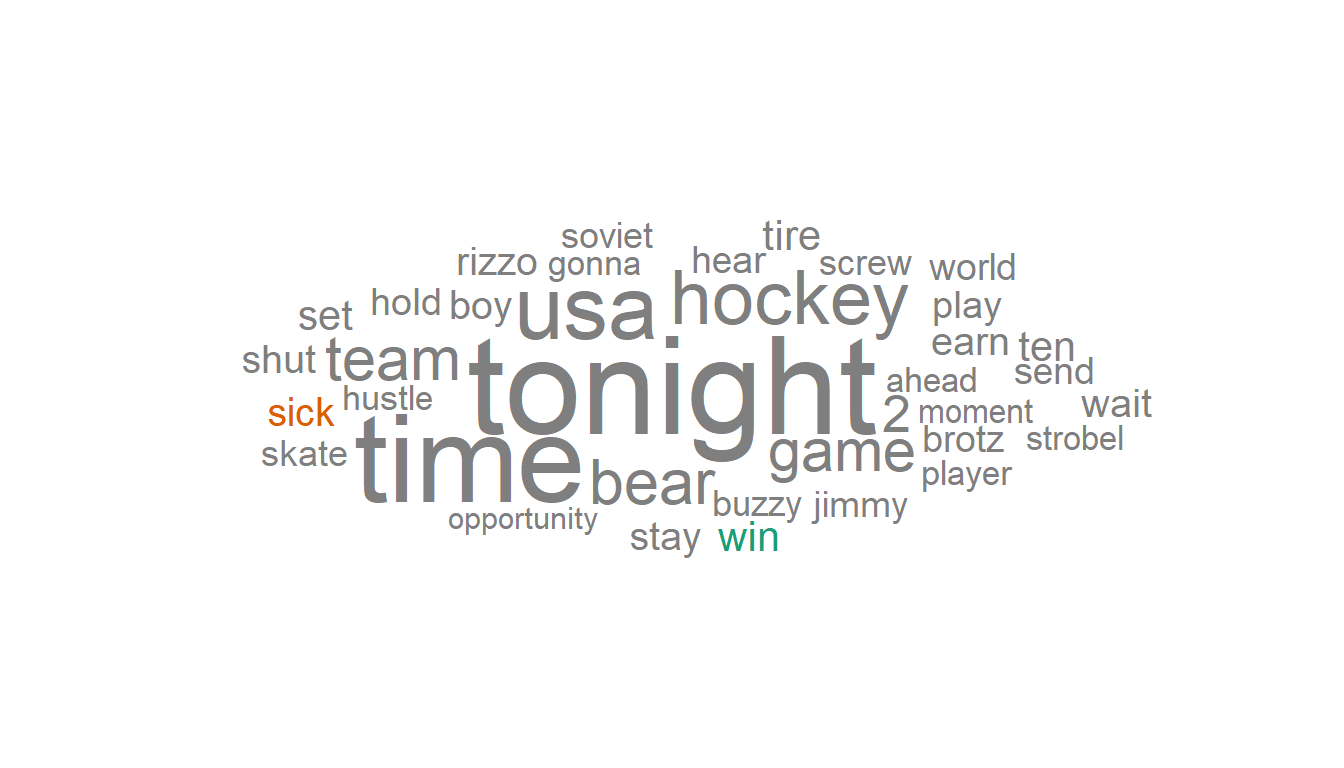 soviet
tire
rizzo
gonna
hear
screw
world
set
hold
boy
usa
hockey
play
shut
team
tonight
earn
ten
send
ahead
sick
hustle
2
moment
wait
skate
time
game
brotz
strobel
bear
player
opportunity
buzzy
jimmy
stay
win